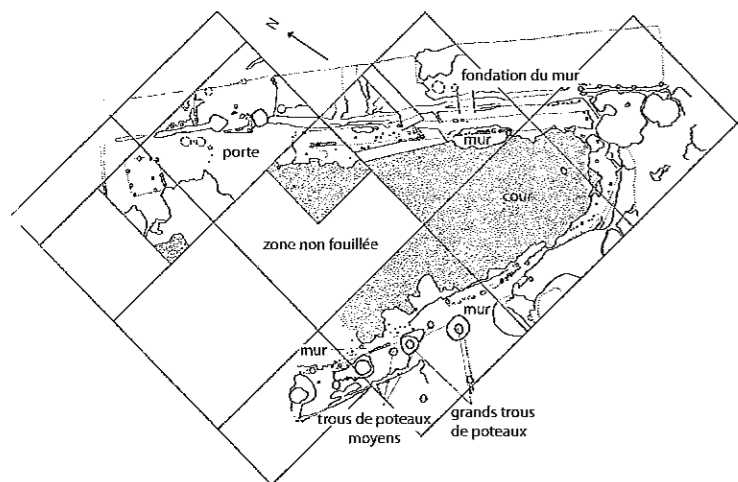 N
fondation du mur
mur
porte
cour
zone non fouillée
mur
mur
trous de poteaux
moyens
grands trous
de poteaux